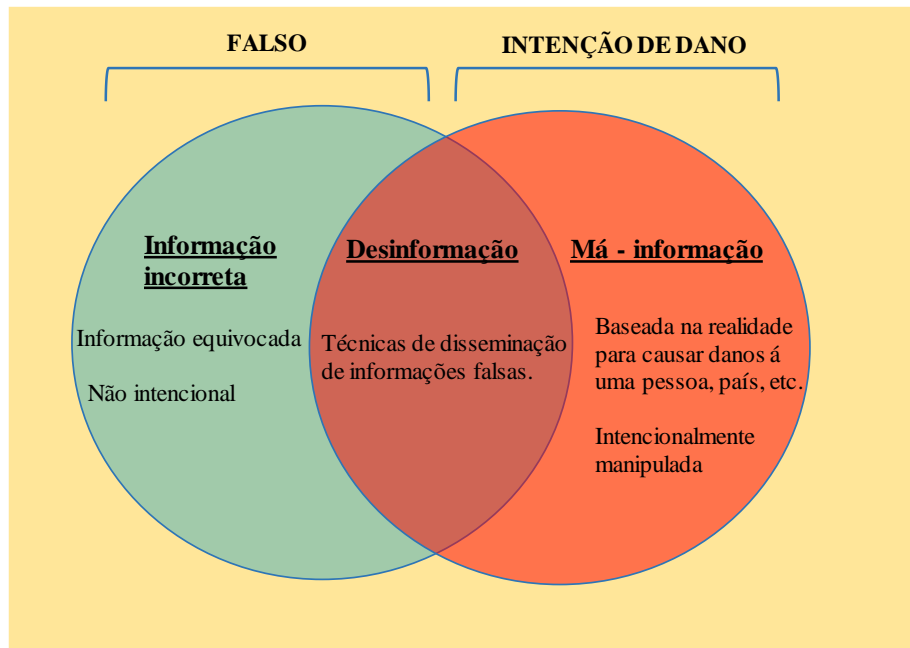 FALSO
INTENÇÃO DE DANO
Informação
incorreta
Informação equivocada
Não intencional
Desinformação
Técnicas de disseminação
de informações falsas.
Má - informação
Baseada na realidade
para causar danos á
uma pessoa, país, etc.
Intencionalmente
manipulada